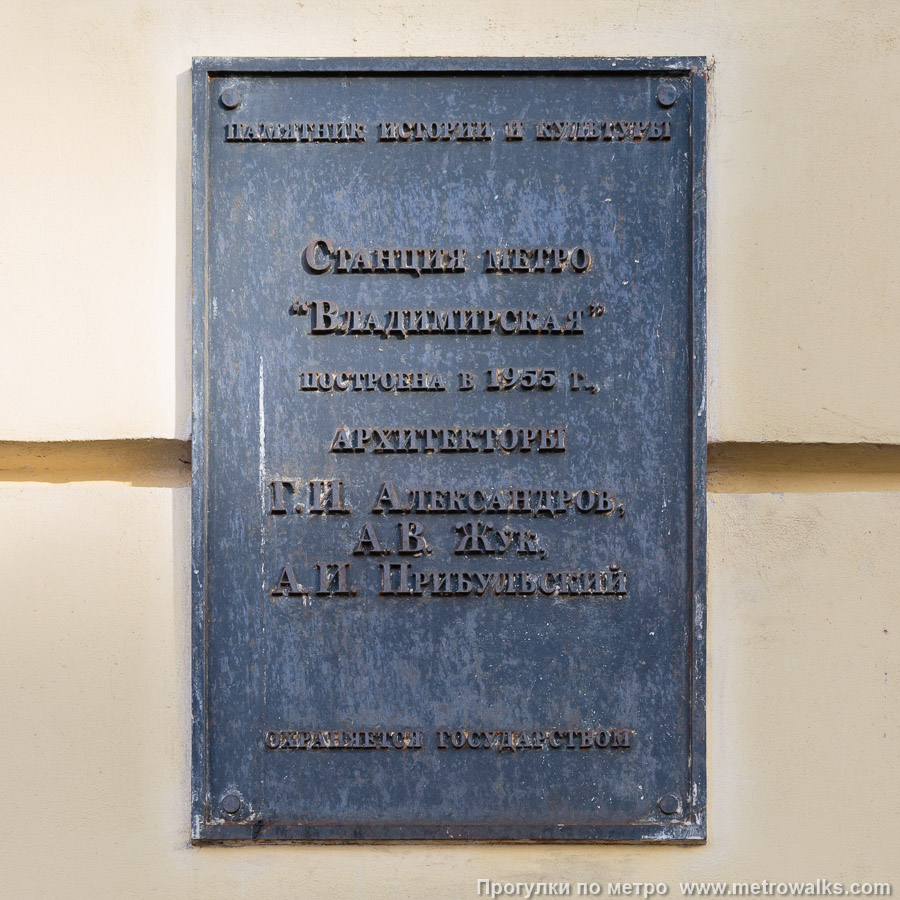 ПАМЯТНИК ИСТОРИИ И КУЛЬТУРЫ
СТАНЦИЯ МЕТРО
“ВЛАДИМИРСКАЯ”
ПОСТРОЕНА В 1955 Г.,
АРХИТЕКТОРЫ
Г.И. АЛЕКСАНДРОВ,
А.В. ЖУК,
А.И. ПРИБУЛЬСКИЙ
ОХРАНЯЕТСЯ ГОСУДАРСТВОМ
Прогулки по метро www.metrowalks.com